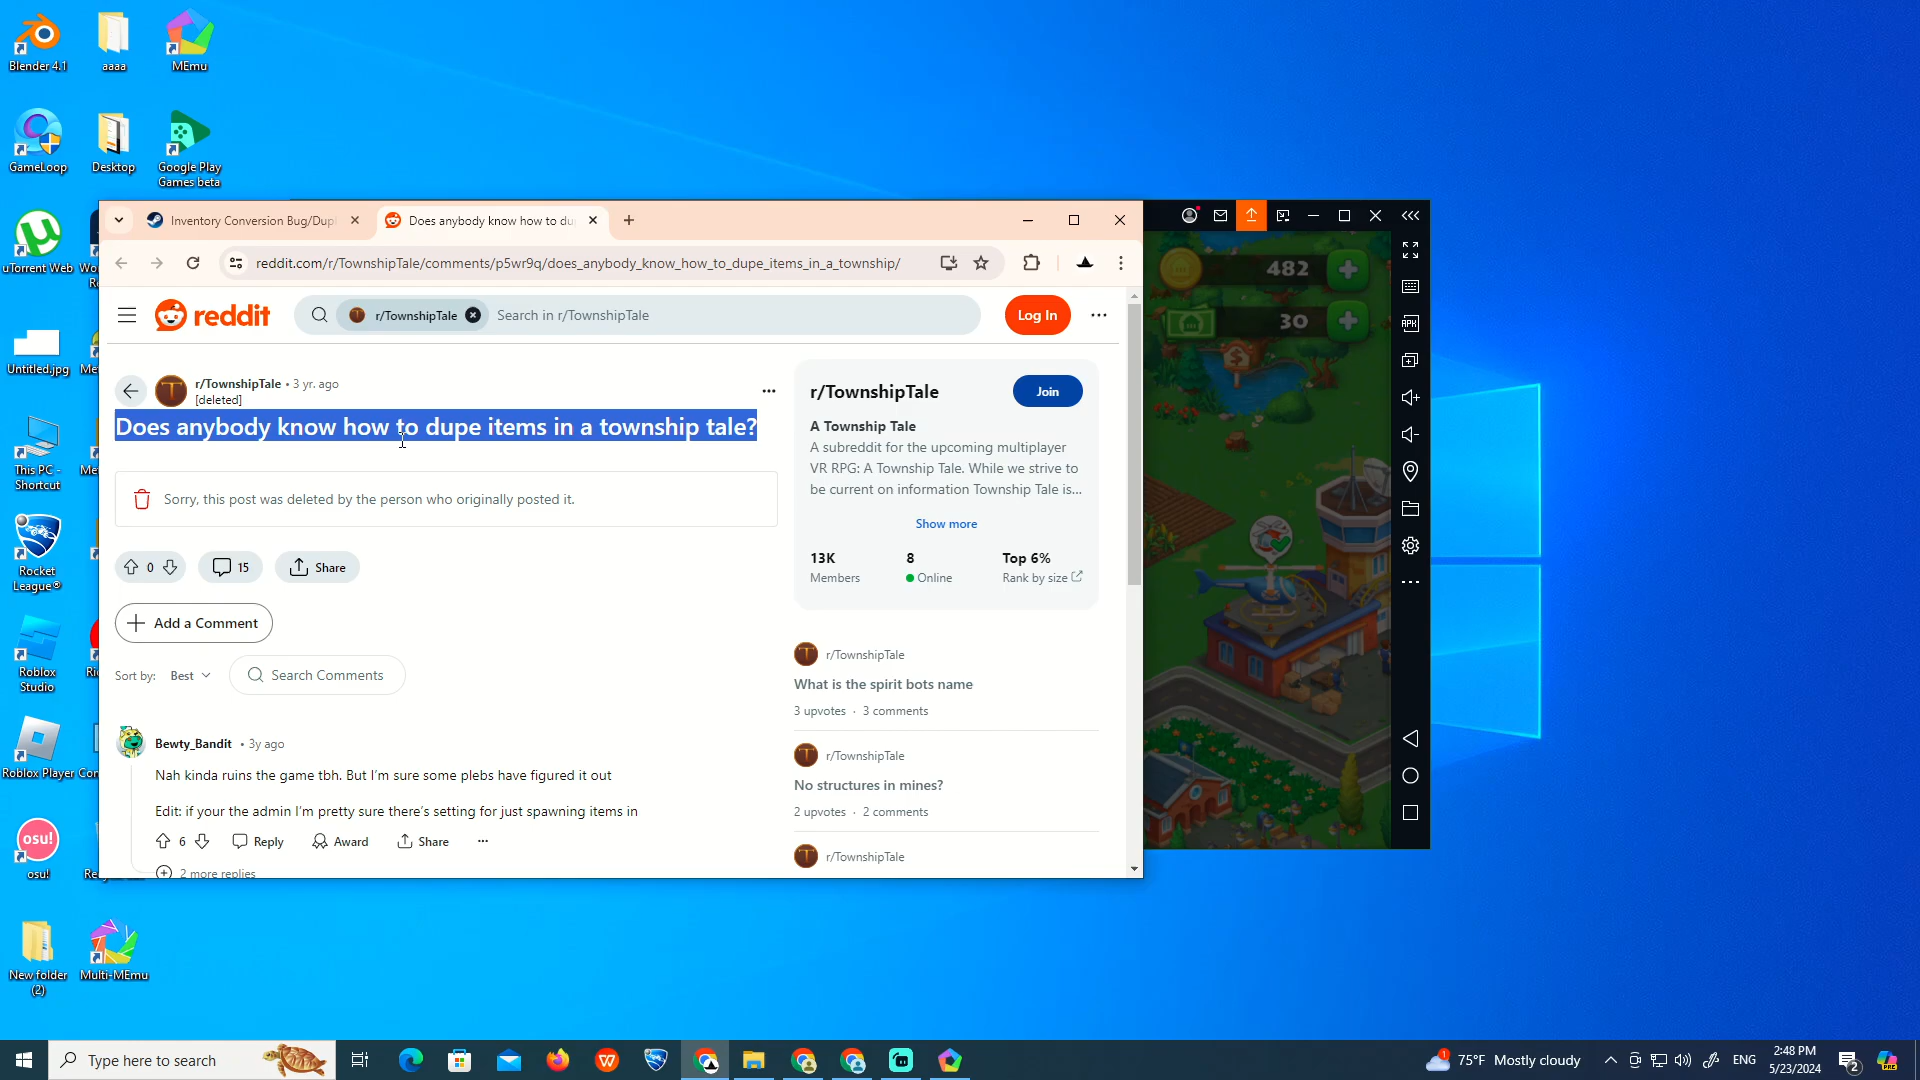 Blender 4.1
aaaa
MEmu
GameLoop
Desktop
Google Play
Games beta
uTorrent Web
Untitled.jpg
This PC -
Shortcut
Rocket
League®
Roblox
Studio
Roblox Player
osu!
osu!
New folder
(2)
Multi-MEmu
Inventory Conversion Bug/Dupl
Does anybody know how to du
reddit.com/r/TownshipTale/comments/p5wr9q/does_anybody_know_how_to_dupe_items_in_a_township/
reddit
r/TownshipTale
Search in r/TownshipTale
Log In
r/TownshipTale • 3 yr. ago
[deleted]
Does anybody know how to dupe items in a township tale?
Sorry, this post was deleted by the person who originally posted it.
0
15
Share
Add a Comment
Sort by:
Best
Search Comments
Bewty_Bandit • 3y ago
Nah kinda ruins the game tbh. But I'm sure some plebs have figured it out
Edit: if your the admin I'm pretty sure there's setting for just spawning items in
6
Reply
Award
Share
2 more replies
r/TownshipTale
Join
A Township Tale
A subreddit for the upcoming multiplayer
VR RPG: A Township Tale. While we strive to
be current on information Township Tale is...
Show more
13K
Members
8
Online
Top 6%
Rank by size
r/TownshipTale
What is the spirit bots name
3 upvotes · 3 comments
r/TownshipTale
No structures in mines?
2 upvotes · 2 comments
r/TownshipTale
482
30
APK
Type here to search
1
75°F Mostly cloudy
ENG
2:48 PM
5/23/2024
2
PRE